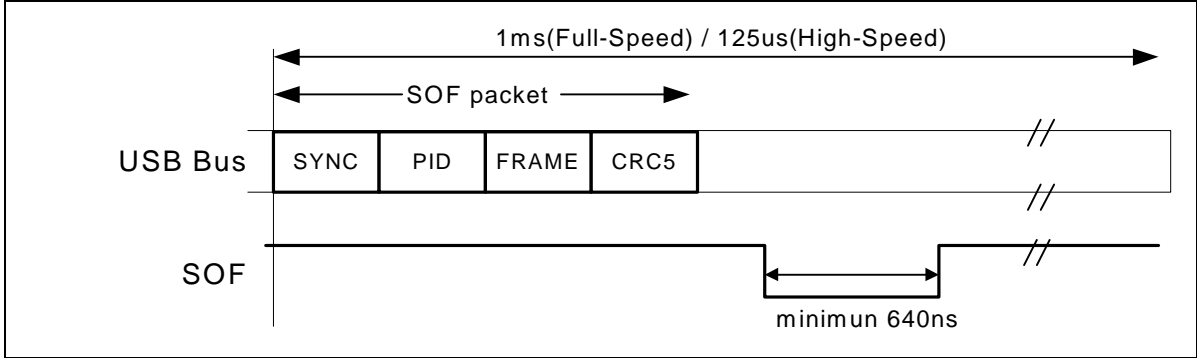 1ms(Full-Speed) / 125us(High-Speed)
SOF packet
USB Bus SYNC PID FRAME CRC5
SOF
minimun 640ns